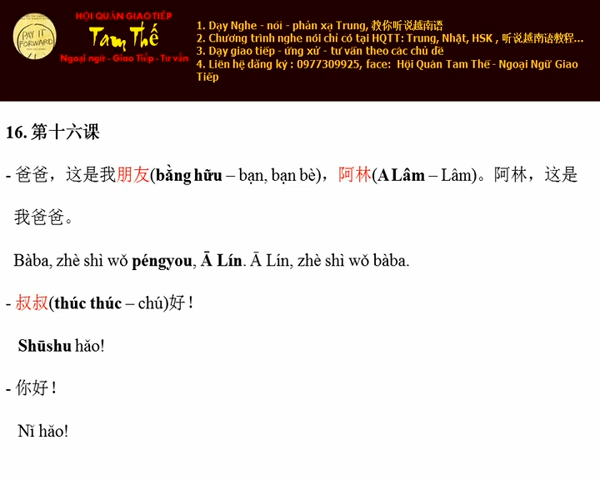 HỘI QUÁN GIAO TIẾP
PAY IT
FORWARD
Tam Thế
Ngoại ngữ - Giao Tiếp - Tư vấn
1. Dạy Nghe - nói - phản xạ Trung, 教你听说越南语
2. Chương trình nghe nói chỉ có tại HQTT: Trung, Nhật, HSK , 听说越南语教程...
3. Dạy giao tiếp - ứng xử - tư vấn theo các chủ đề
4. Liên hệ đăng ký : 0977309925, face: Hội Quán Tam Thế - Ngoại Ngữ Giao
Tiếp
16. 第十六课
- 爸爸，这是我朋友(bằng hữu – bạn, bạn bè)，阿林(A Lâm – Lâm)。阿林，这是
我爸爸。
Bàba, zhè shì wǒ péngyou, Ā Lín. Ā Lín, zhè shì wǒ bàba.
- 叔叔(thúc thúc – chú)好！
Shūshu hǎo!
- 你好！
Nǐ hǎo!